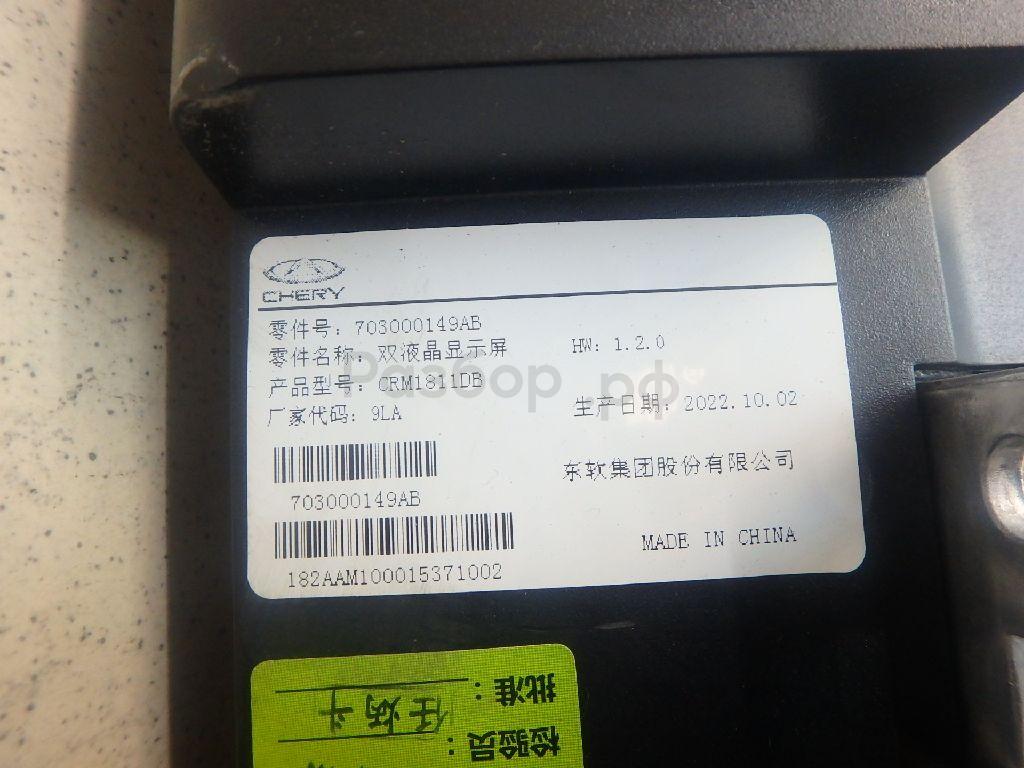 CHERY
零件号：703000149AB
零件名称：双液晶显示屏
HW: 1.2.0
产品型号：CRM1811DB
厂家代码：9LA
生产日期：2022.10.02
Разбор.рф
703000149AB
东软集团股份有限公司
182AAM100015371002
MADE IN CHINA
批准：
检验员：